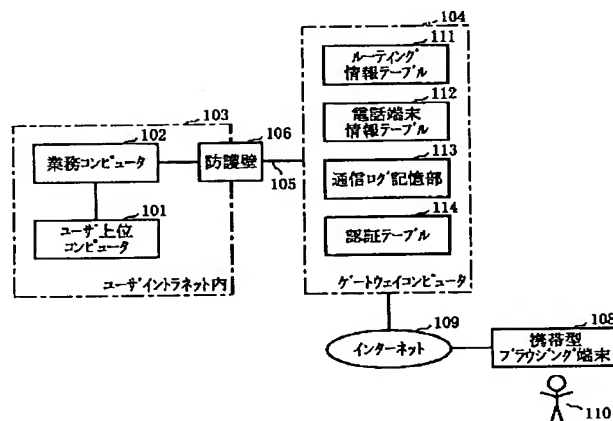 104
111
ルーティング
情報テーブル
112
電話端末
情報テーブル
113
通信ログ記憶部
114
認証テーブル
ゲートウェイコンピュータ
103
102
業務コンピュータ
106
防護壁
105
101
ユーザ上位
コンピュータ
ユーザイントラネット内
109
インターネット
108
携帯型
ブラウジング端末
110